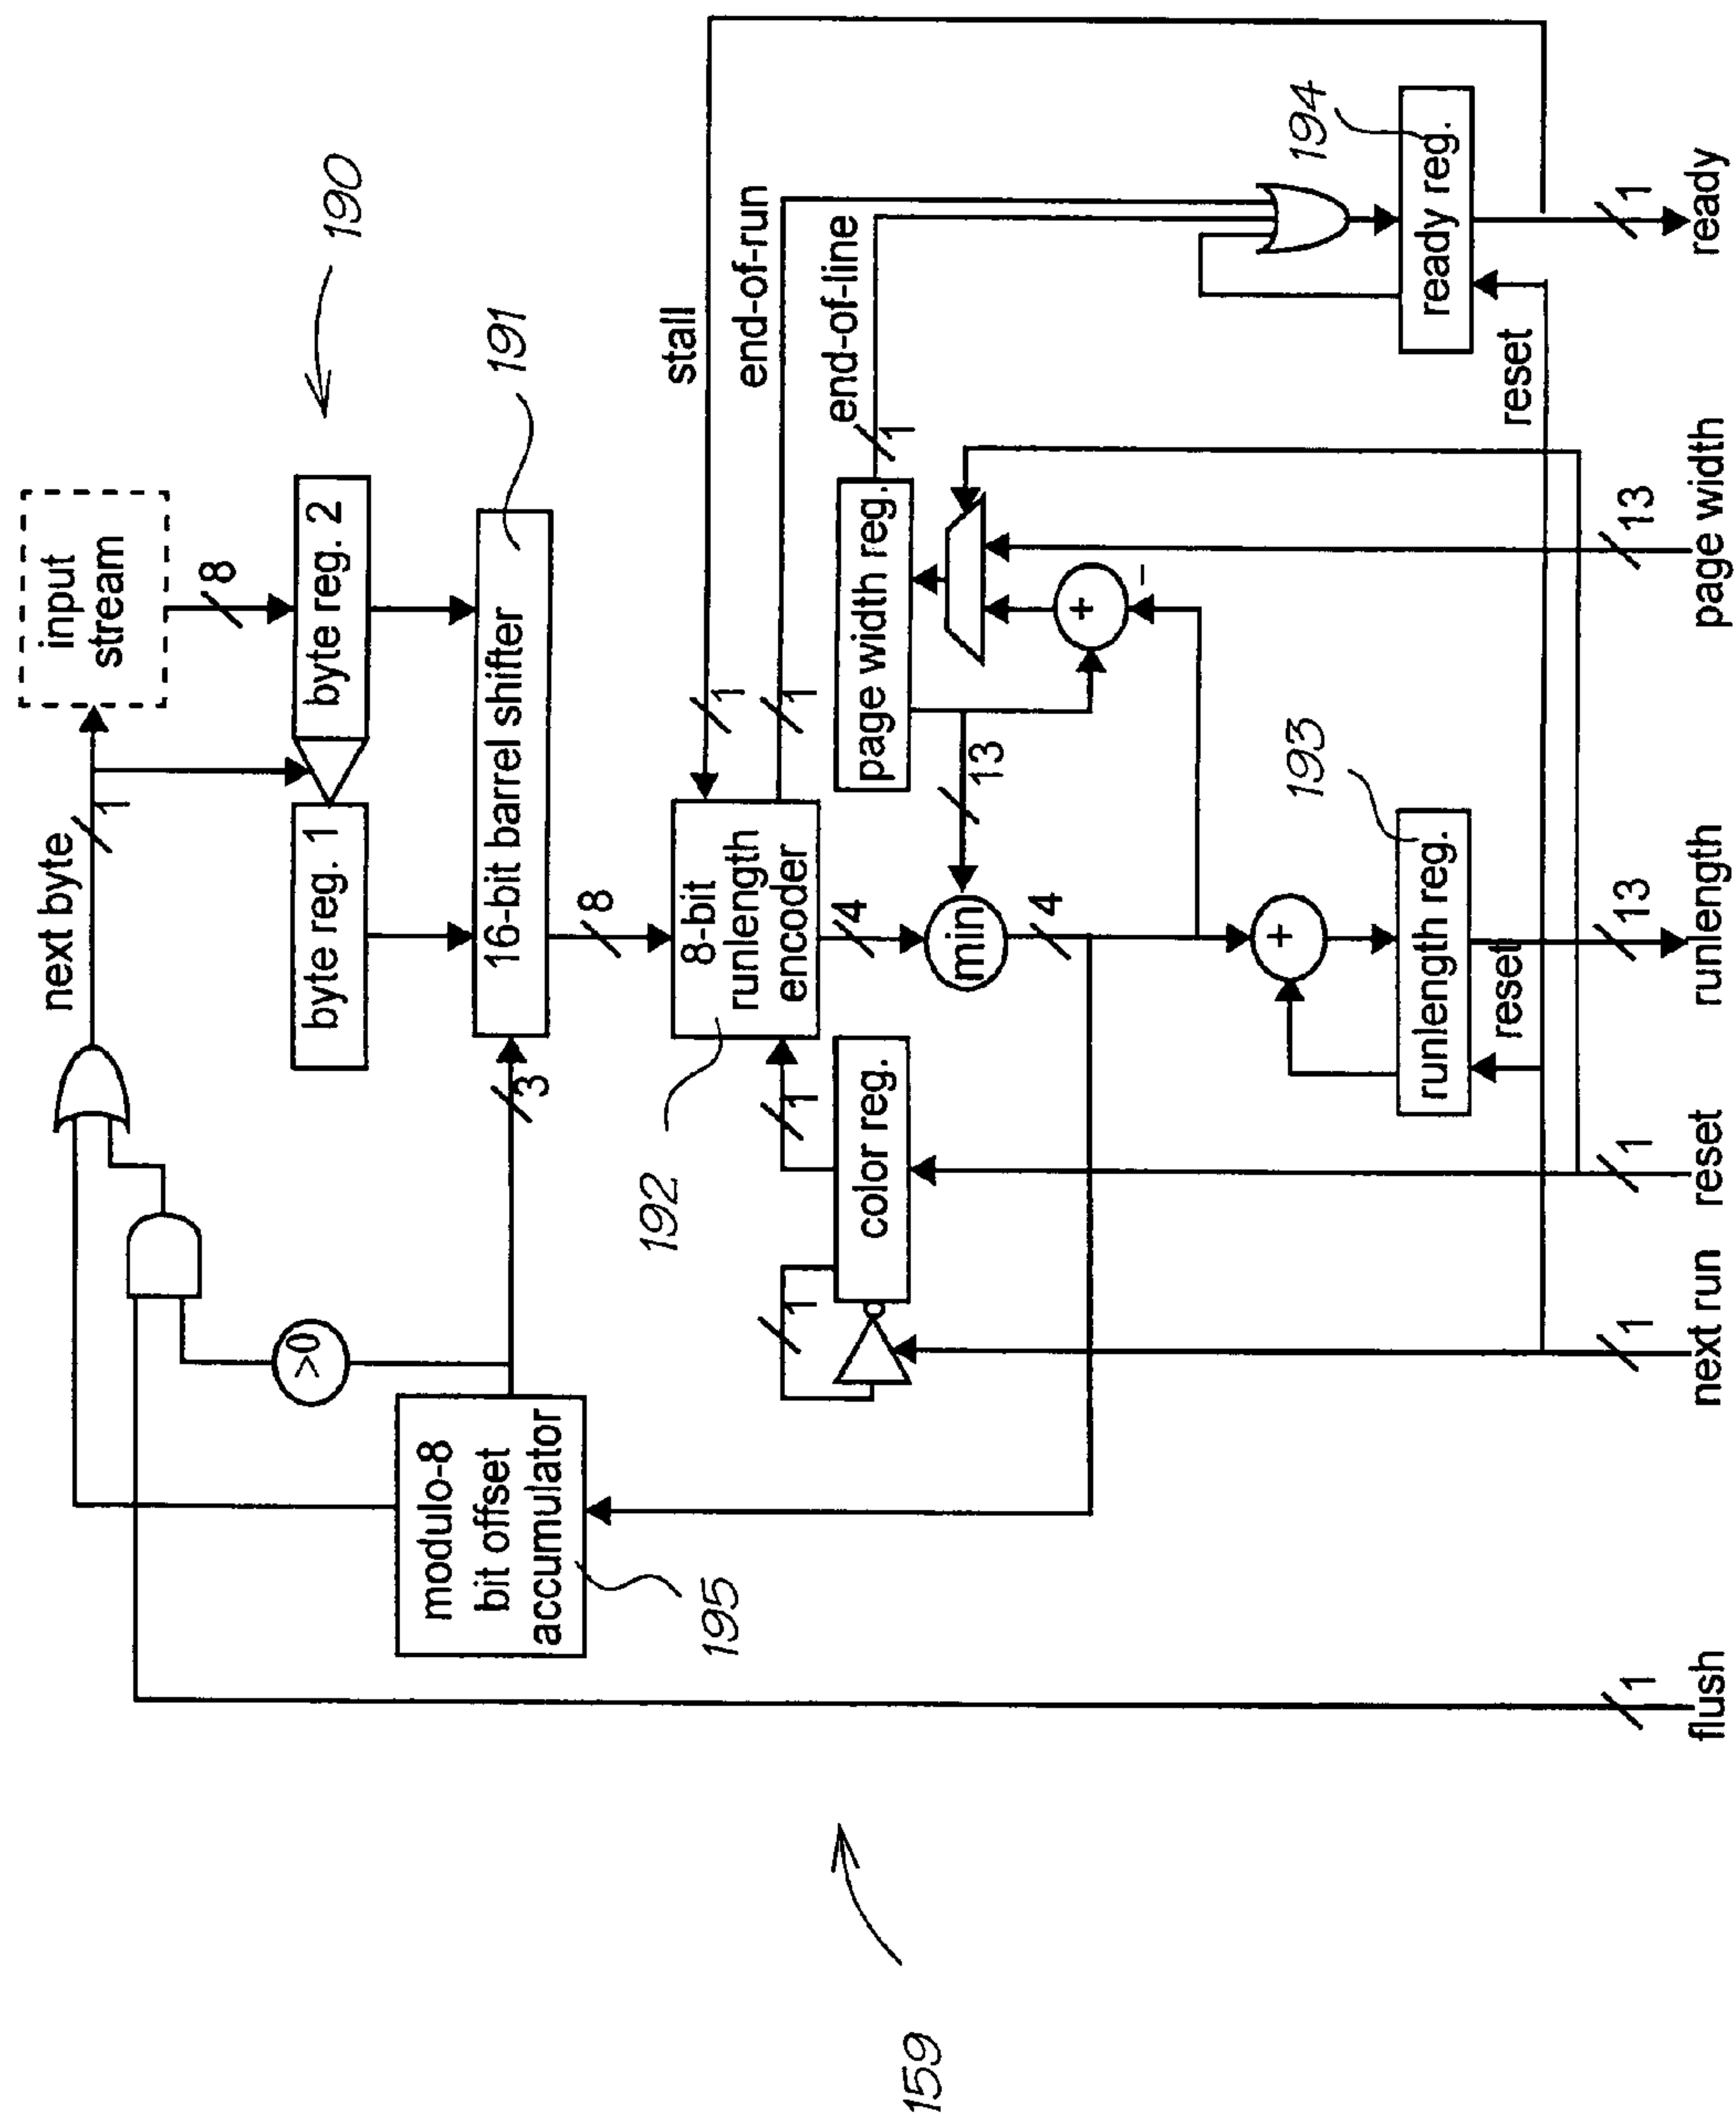 next byte
1
input
stream
8
190
byte reg. 1
byte reg. 2
191
16-bit barrel shifter
3
>0
modulo-8
bit offset
accumulator
195
8
192
8-bit
runlength
encoder
1
stall
1
end-of-run
end-of-line
1
1
1
color reg.
4
min
4
13
page width reg.
+
-
+
193
runlength reg.
reset
194
ready reg.
reset
1
flush
1
next run
1
reset
13
runlength
13
page width
1
ready
159